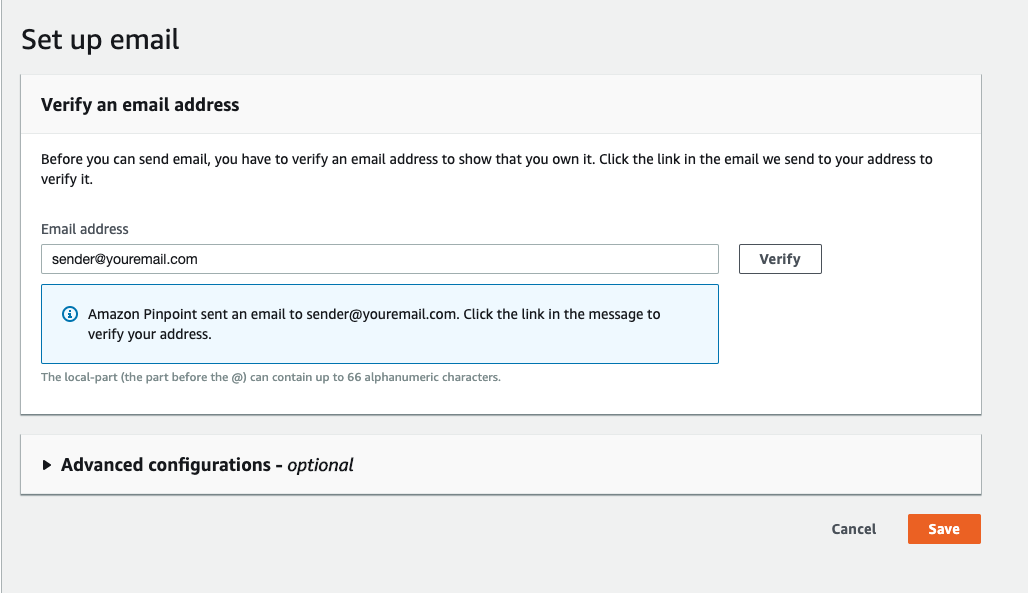 Set up email
Verify an email address
Before you can send email, you have to verify an email address to show that you own it. Click the link in the email we send to your address to
verify it.
Email address
sender@youremail.com
Verify
Amazon Pinpoint sent an email to sender@youremail.com. Click the link in the message to
verify your address.
The local-part (the part before the @) can contain up to 66 alphanumeric characters.
Advanced configurations - optional
Cancel
Save